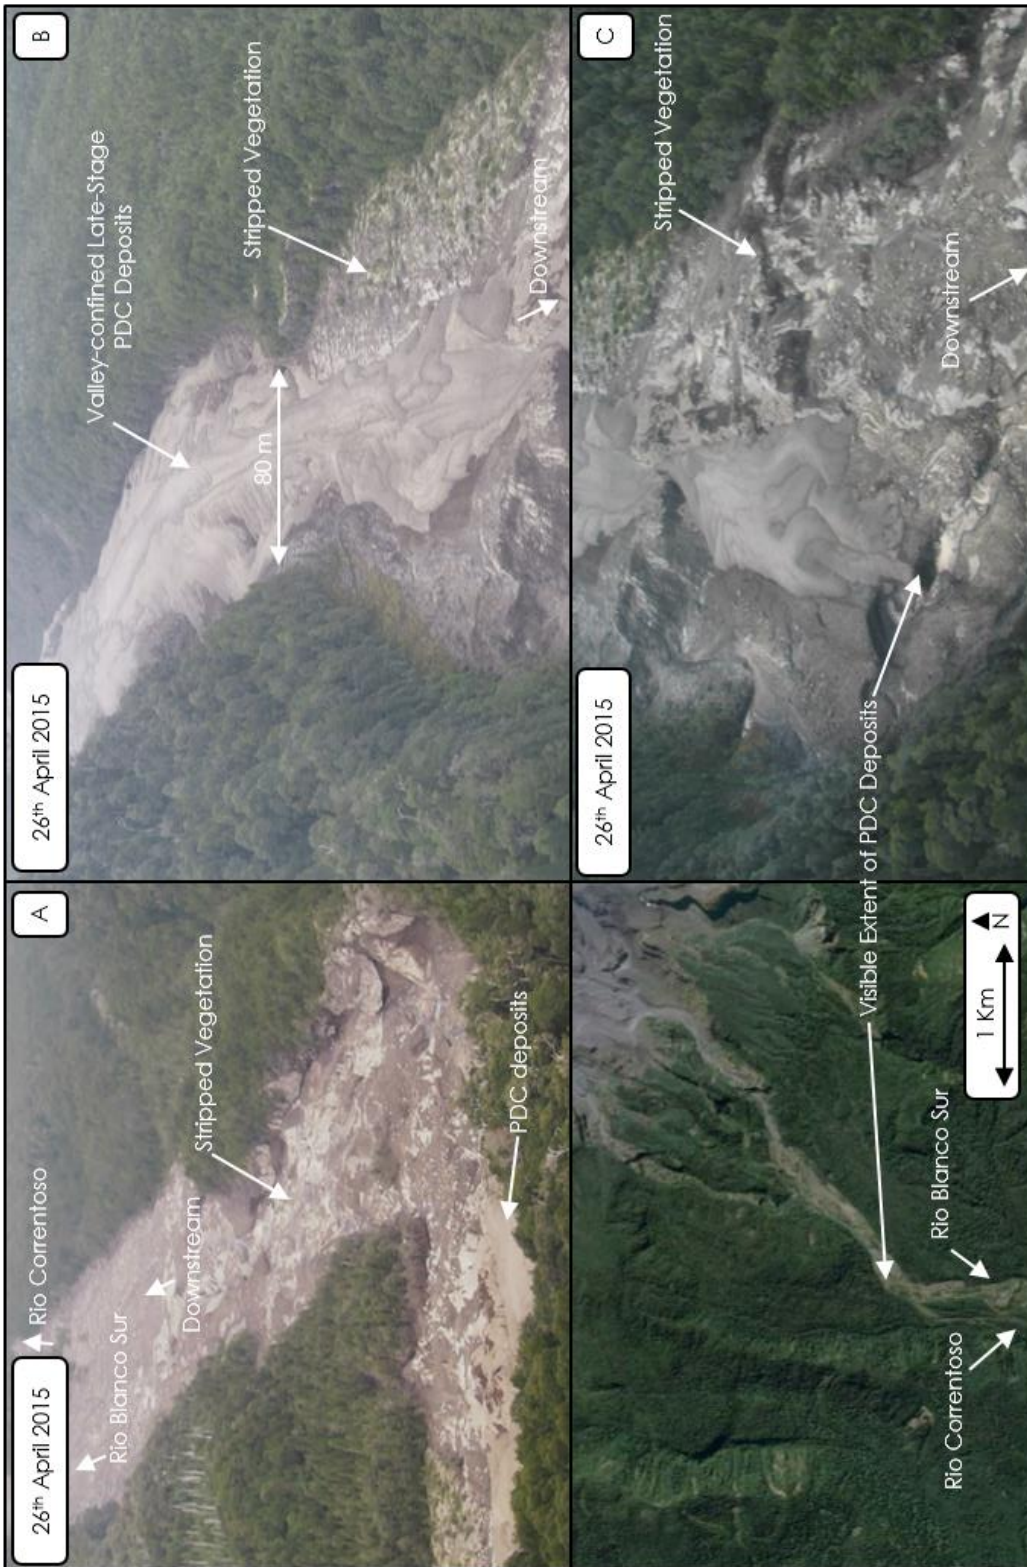 26th April 2015
A
Rio Correntoso
Rio Blanco Sur
Downstream
Stripped Vegetation
PDC deposits
26th April 2015
B
Valley-confined Late-Stage
PDC Deposits
Stripped Vegetation
80 m
Downstream
Visible Extent of PDC Deposits
Rio Correntoso
Rio Blanco Sur
1 Km
N
26th April 2015
C
Stripped Vegetation
Downstream